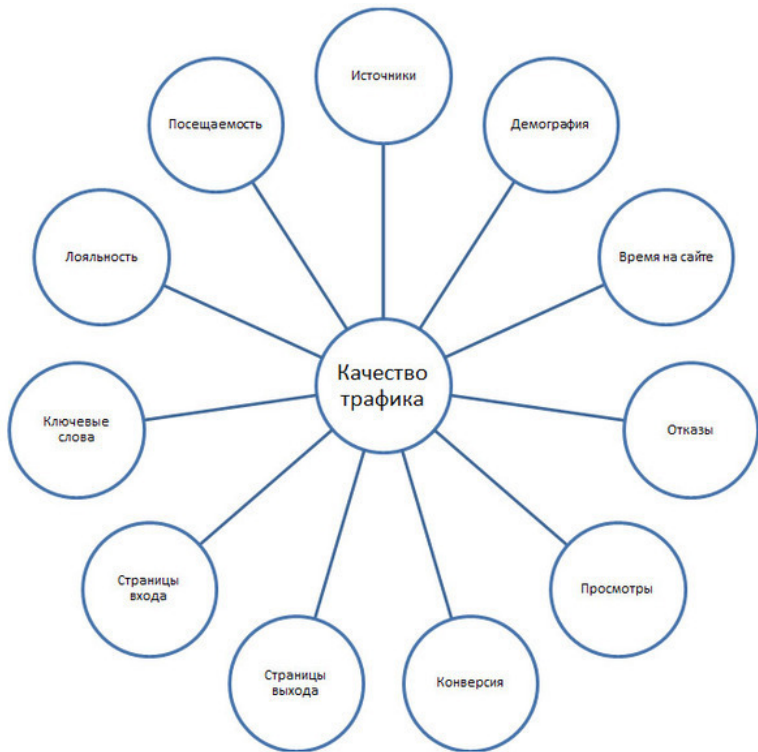 Источники
Посещаемость
Демография
Лояльность
Время на сайте
Качество
трафика
Ключевые
слова
Отказы
Страницы
входа
Просмотры
Страницы
выхода
Конверсия